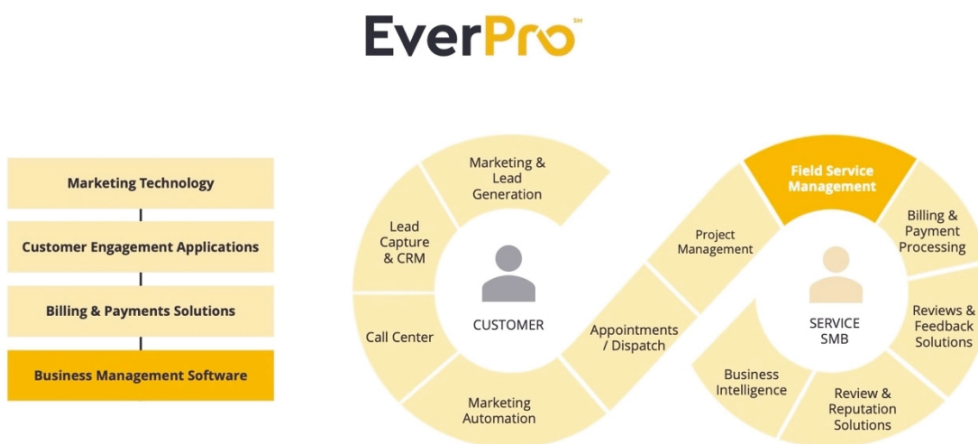 EverPro℠
Marketing Technology
Customer Engagement Applications
Billing & Payments Solutions
Business Management Software
Marketing &
Lead
Generation
Lead
Capture
& CRM
Call Center
Marketing
Automation
CUSTOMER
Appointments
/ Dispatch
Project
Management
Field Service
Management
Billing &
Payment
Processing
Reviews &
Feedback
Solutions
Review &
Reputation
Solutions
Business
Intelligence
SERVICE
SMB